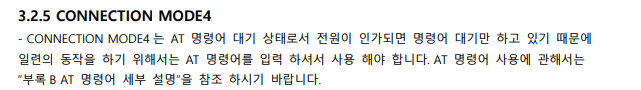 3.2.5 CONNECTION MODE4
- CONNECTION MODE4 는 AT 명령어 대기 상태로서 전원이 인가되면 명령어 대기만 하고 있기 때문에
일련의 동작을 하기 위해서는 AT 명령어를 입력 하셔서 사용 해야 합니다. AT 명령어 사용에 관해서는
“부록 B AT 명령어 세부 설명”을 참조 하시기 바랍니다.